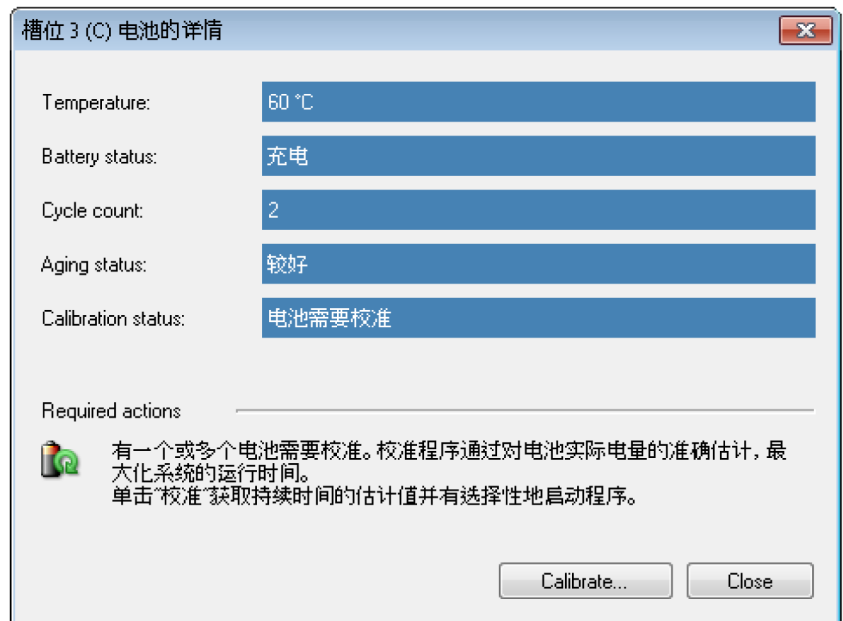 槽位 3 (C) 电池的详情
Temperature: 60 °C
Battery status: 充电
Cycle count: 2
Aging status: 较好
Calibration status: 电池需要校准
Required actions
有一个或多个电池需要校准。校准程序通过对电池实际电量的准确估计，最
大化系统的运行时间。
单击"校准"获取持续时间的估计值并有选择性地启动程序。
Calibrate... Close